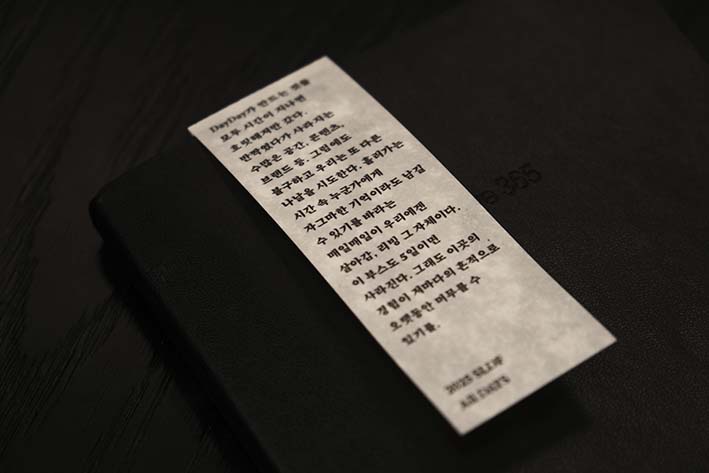 DayDay가 만드는 것들
모두 시간이 지나면
흐릿해지만 갔다.
반짝였다가 사라지는
수많은 공간, 콘텐츠,
브랜드 등. 그럼에도
불구하고 우리는 또 다른
나날을 시도한다. 흘러가는
시간 속 누군가에게
자그마한 기억이라도 남길
수 있기를 바라는
매일매일이 우리에겐
살아감, 리빙 그 자체이다.
이 부스도 5일이면
사라진다. 그래도 이곳의
경험이 저마다의 흔적으로
오랫동안 머무를 수
있기를.
2025 SLDF
365